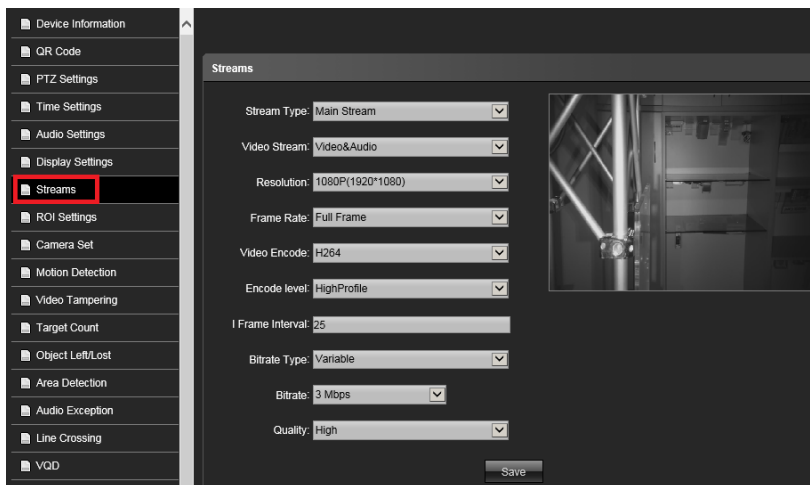 Device Information
QR Code
PTZ Settings
Time Settings
Audio Settings
Display Settings
Streams
ROI Settings
Camera Set
Motion Detection
Video Tampering
Target Count
Object Left/Lost
Area Detection
Audio Exception
Line Crossing
VQD
Streams
Stream Type: Main Stream
Video Stream: Video&Audio
Resolution: 1080P(1920*1080)
Frame Rate: Full Frame
Video Encode: H264
Encode level: HighProfile
I Frame Interval: 25
Bitrate Type: Variable
Bitrate: 3 Mbps
Quality: High
Save